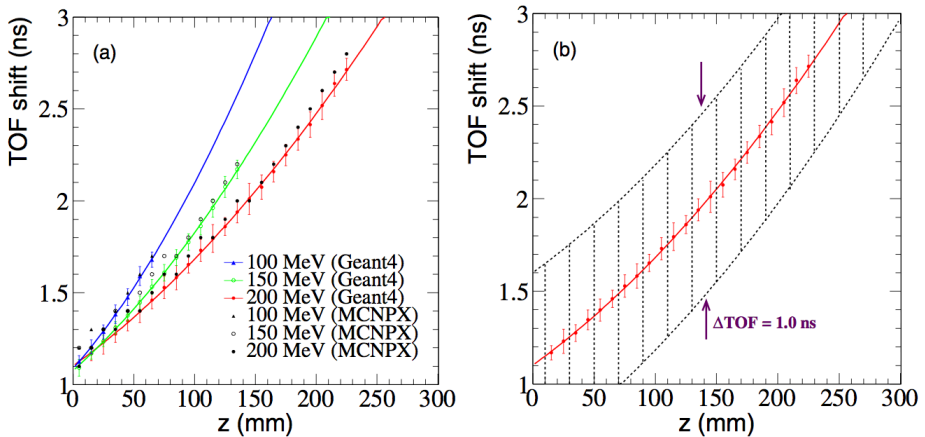 (a)
TOF shift (ns)
3
2.5
2
1.5
1
100 MeV (Geant4)
150 MeV (Geant4)
200 MeV (Geant4)
100 MeV (MCNPX)
150 MeV (MCNPX)
200 MeV (MCNPX)
0 50 100 150 200 250 300
z (mm)
(b)
TOF shift (ns)
3
2.5
2
1.5
1
ΔTOF = 1.0 ns
0 50 100 150 200 250 300
z (mm)